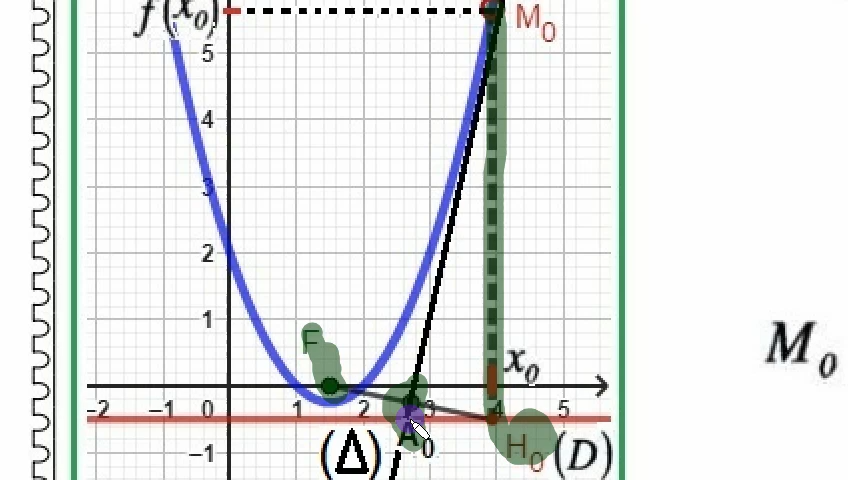 f(x₀)
M₀
5
4
3
2
1
F
x₀
M₀
-2 -1 0 1 2 3 4 5
A₀
-1
(Δ)
H₀ (D)